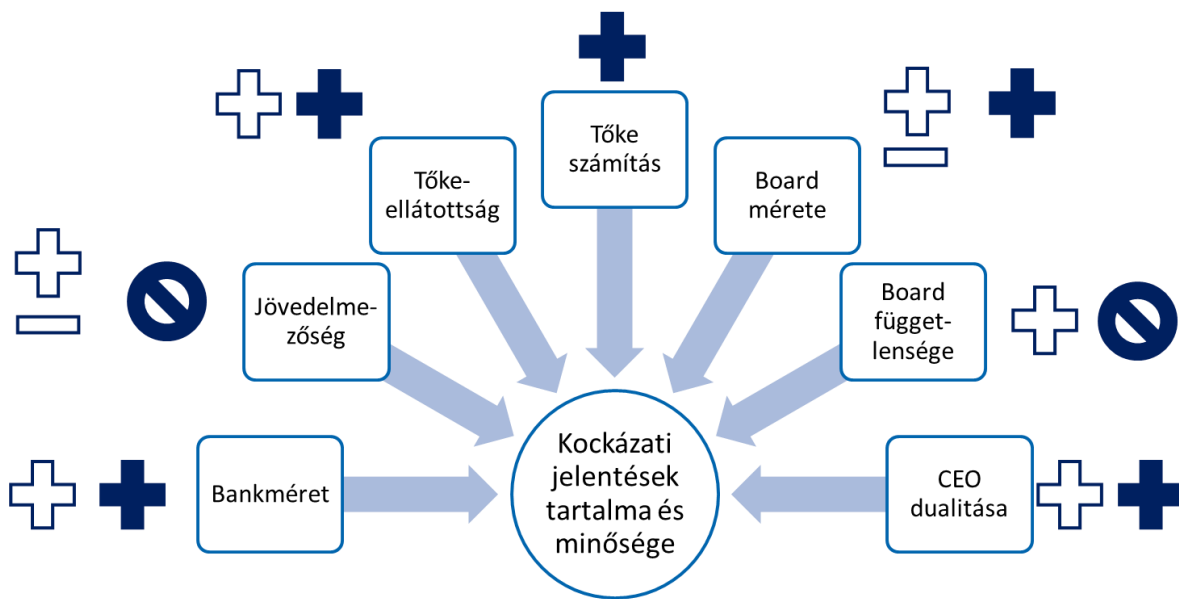 Tőke
számítás
Tőke-
ellátottság
Board
mérete
Jövedelme-
zőség
Board
függet-
lensége
Bankméret
Kockázati
jelentések
tartalma és
minősége
CEO
dualitása